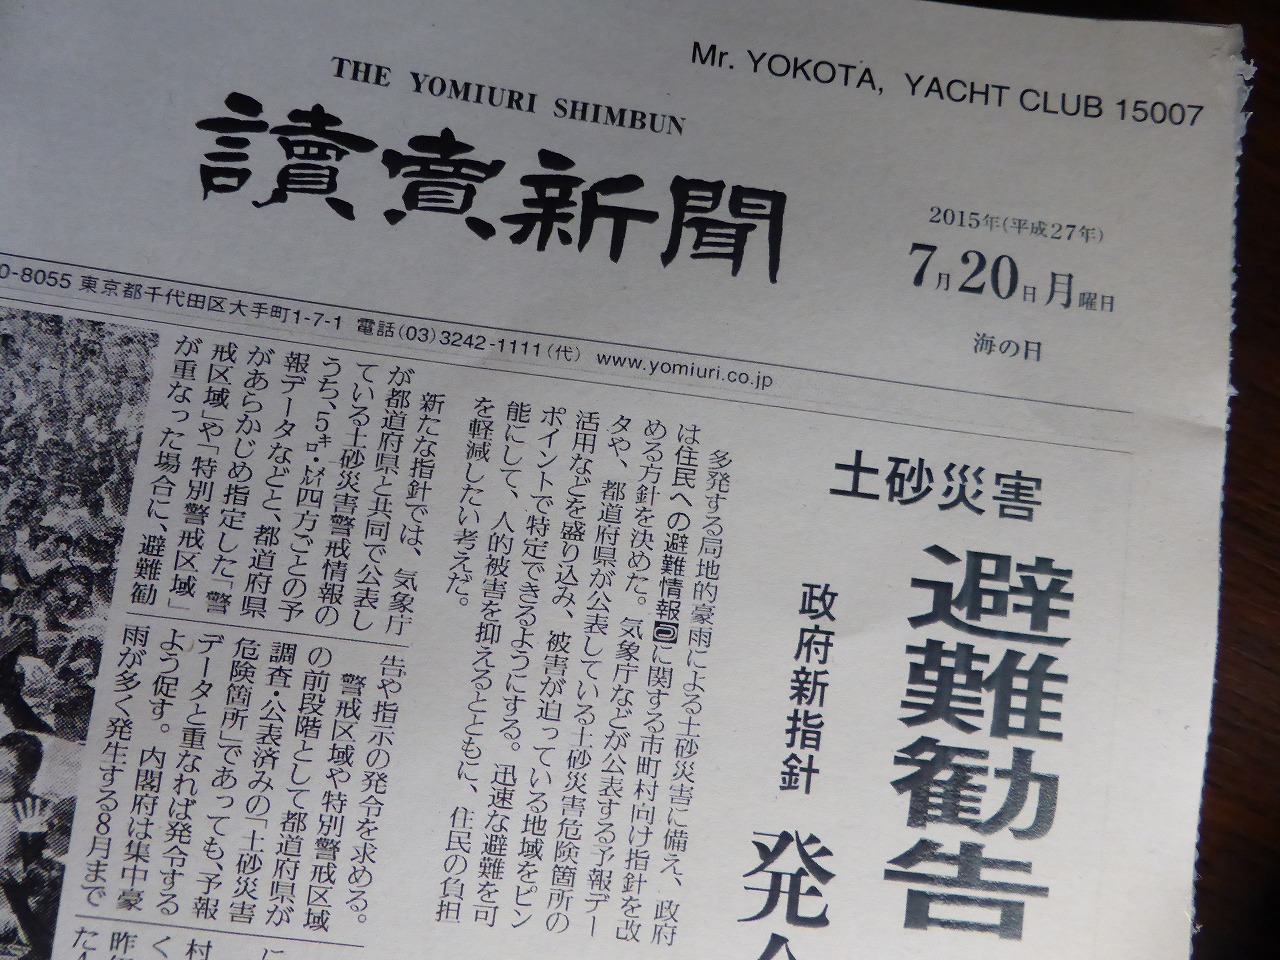 Mr. YOKOTA, YACHT CLUB 15007
THE YOMIURI SHIMBUN
讀賣新聞
2015年(平成27年)
7月20日月曜日
海の日
0-8055 東京都千代田区大手町1-7-1 電話(03)3242-1111(代) www.yomiuri.co.jp
土砂災害
避難勧告
政府新指針
発
多発する局地的豪雨による土砂災害に備え、政府
は住民への避難情報@に関する市町村向け指針を改
める方針を決めた。気象庁などが公表する予報デー
タや、都道府県が公表している土砂災害危険箇所の
活用などを盛り込み、被害が迫っている地域をピン
ポイントで特定できるようにする。迅速な避難を可
能にして、人的被害を抑えるとともに、住民の負担
を軽減したい考えだ。
新たな指針では、気象庁
が都道府県と共同で公表し
ている土砂災害警戒情報の
うち、5㌔・㍍四方ごとの予
報データなどと、都道府県
があらかじめ指定した「警
戒区域」や「特別警戒区域」
が重なった場合に、避難勧
告や指示の発令を求める。
警戒区域や特別警戒区域
の前段階として都道府県が
調査・公表済みの「土砂災害
危険箇所」であっても、予報
データと重なれば発令する
よう促す。内閣府は集中豪
雨が多く発生する8月まで
村
く
昨
た